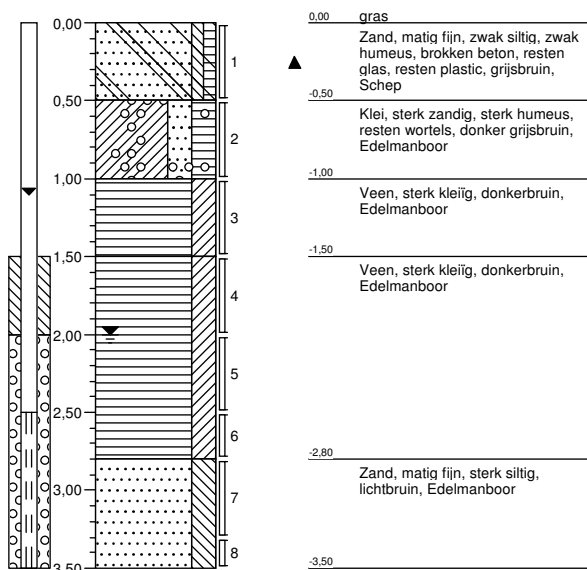 0,00
0,50
1,00
1,50
2,00
2,50
3,00
3,50
1
2
3
4
5
6
7
8
0,00 gras
Zand, matig fijn, zwak siltig, zwak
humeus, brokken beton, resten
glas, resten plastic, grijsbruin,
Schep
-0,50
Klei, sterk zandig, sterk humeus,
resten wortels, donker grijsbruin,
Edelmanboor
-1,00
Veen, sterk kleiïg, donkerbruin,
Edelmanboor
-1,50
Veen, sterk kleiïg, donkerbruin,
Edelmanboor
-2,80
Zand, matig fijn, sterk siltig,
lichtbruin, Edelmanboor
-3,50